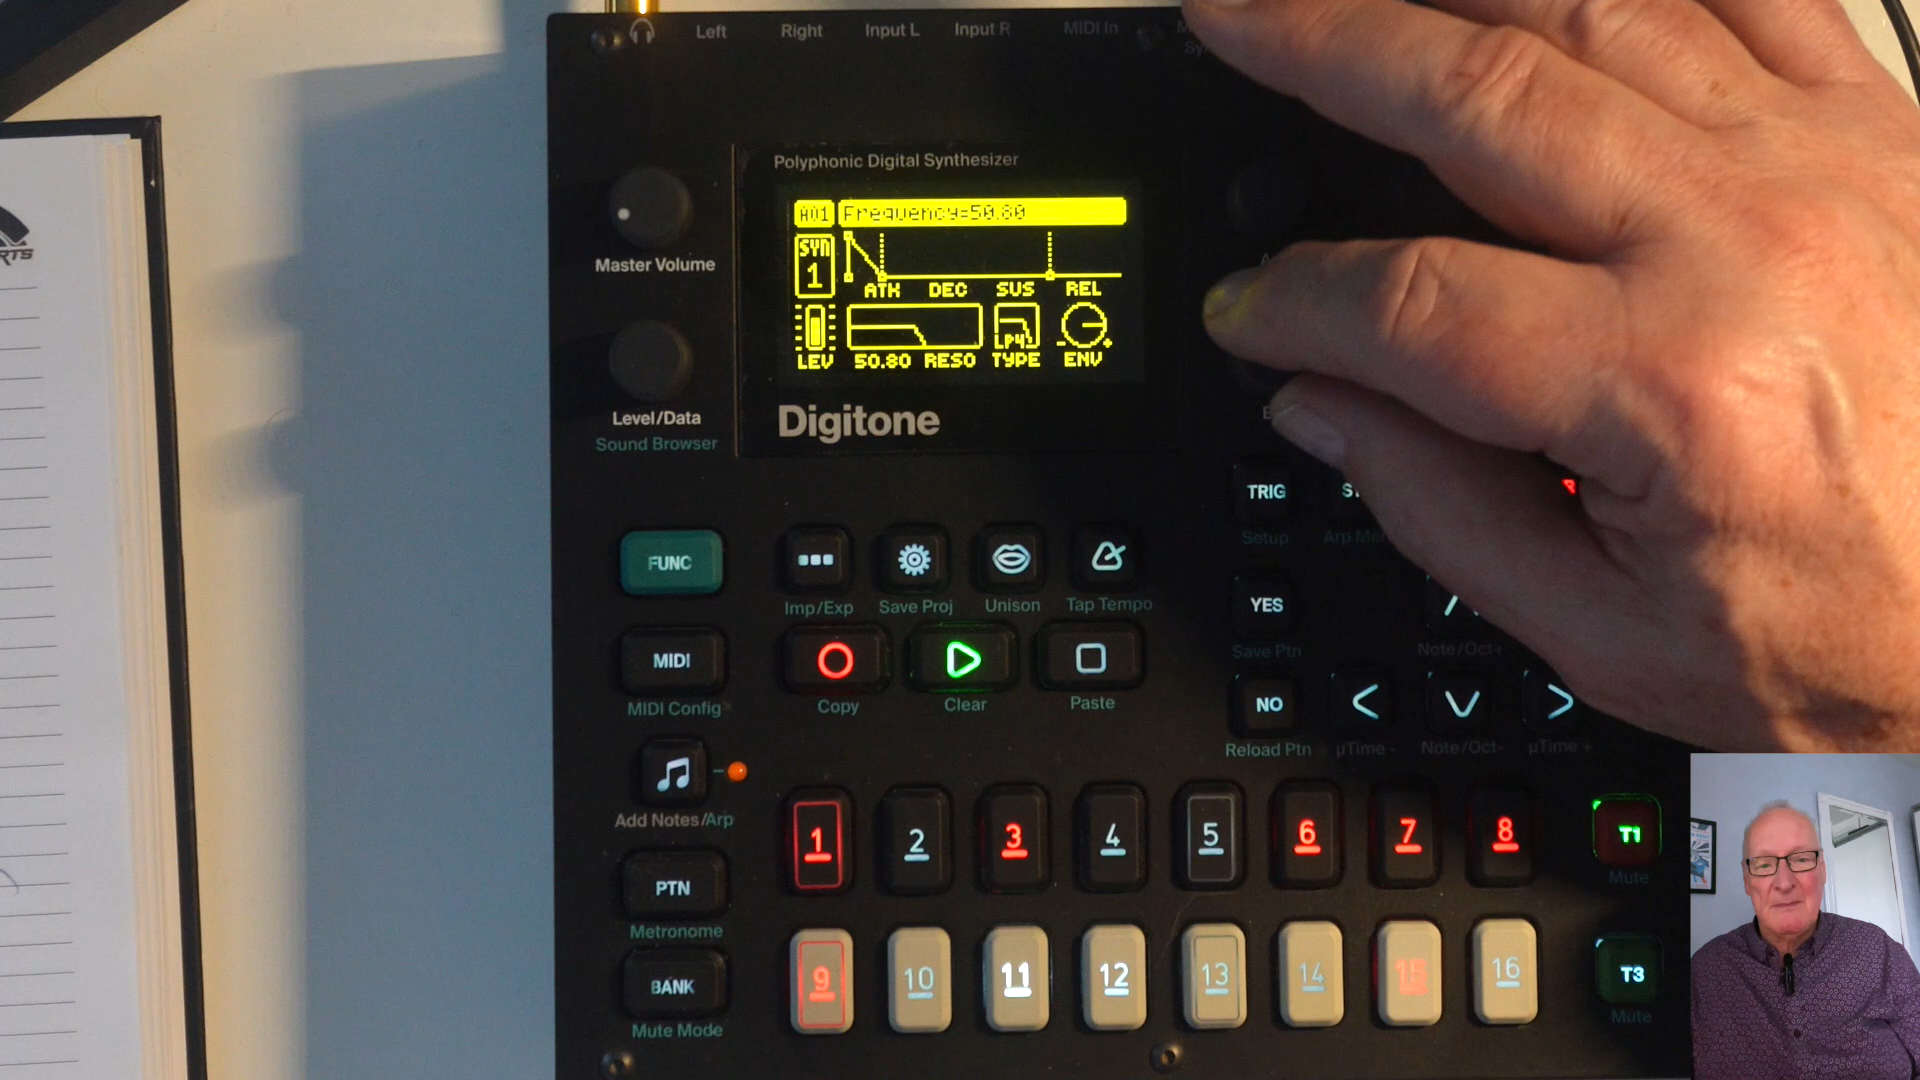 Left Right Input L Input R MIDI In
Polyphonic Digital Synthesizer
A01 Frequency=50.80
SYN
1
ATK DEC SUS REL
LP4
LEV 50.80 RESO TYPE ENV
Master Volume
Level/Data
Sound Browser
Digitone
TRIG
Setup
FUNC
Imp/Exp Save Proj Unison Tap Tempo
YES
Save Ptn Note/Oct+
MIDI
MIDI Config
Copy Clear Paste
NO
Reload Ptn µTime - Note/Oct- µTime +
Add Notes/Arp
1 2 3 4 5 6 7 8 T1
Mute
PTN
Metronome
9 10 11 12 13 14 15 16 T3
Mute
BANK
Mute Mode